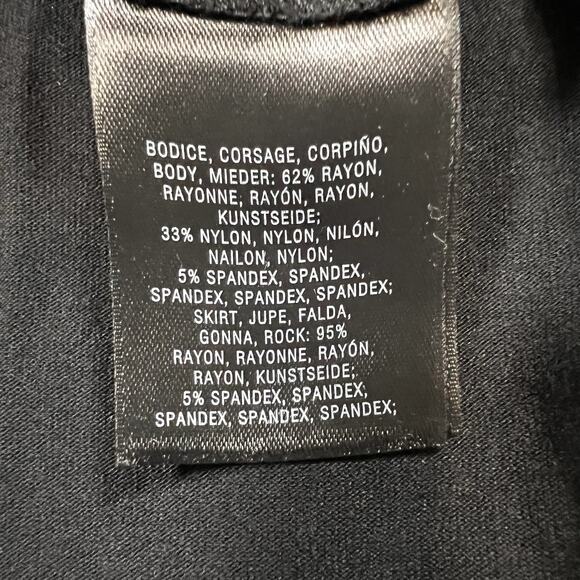 BODICE, CORSAGE, CORPIÑO,
BODY, MIEDER: 62% RAYON,
RAYONNE; RAYÓN, RAYON,
KUNSTSEIDE;
33% NYLON, NYLON, NILÓN,
NAILON, NYLON;
5% SPANDEX, SPANDEX,
SPANDEX, SPANDEX, SPANDEX;
SKIRT, JUPE, FALDA,
GONNA, ROCK: 95%
RAYON, RAYONNE, RAYÓN,
RAYON, KUNSTSEIDE;
5% SPANDEX, SPANDEX,
SPANDEX, SPANDEX, SPANDEX;